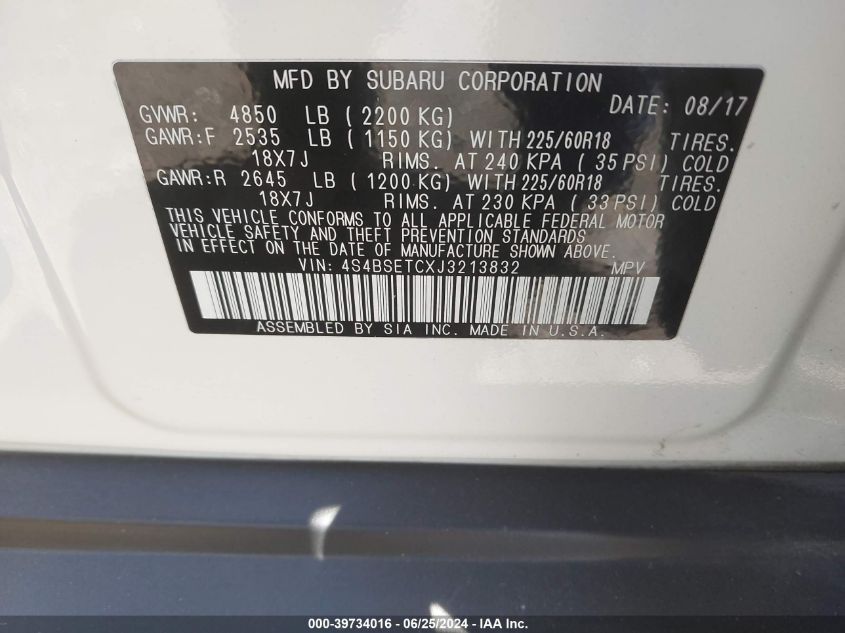 MFD BY SUBARU CORPORATION
DATE: 08/17
GVWR: 4850 LB ( 2200 KG)
GAWR:F 2535 LB ( 1150 KG) WITH 225/60R18 TIRES.
18X7J RIMS. AT 240 KPA ( 35 PSI) COLD
GAWR:R 2645 LB ( 1200 KG) WITH 225/60R18 TIRES.
18X7J RIMS. AT 230 KPA ( 33 PSI) COLD
THIS VEHICLE CONFORMS TO ALL APPLICABLE FEDERAL MOTOR
VEHICLE SAFETY AND THEFT PREVENTION STANDARDS
IN EFFECT ON THE DATE OF MANUFACTURE SHOWN ABOVE.
VIN: 4S4BSETCXJ3213832 MPV
ASSEMBLED BY SIA INC. MADE IN U.S.A.
000-39734016 - 06/25/2024 - IAA Inc.